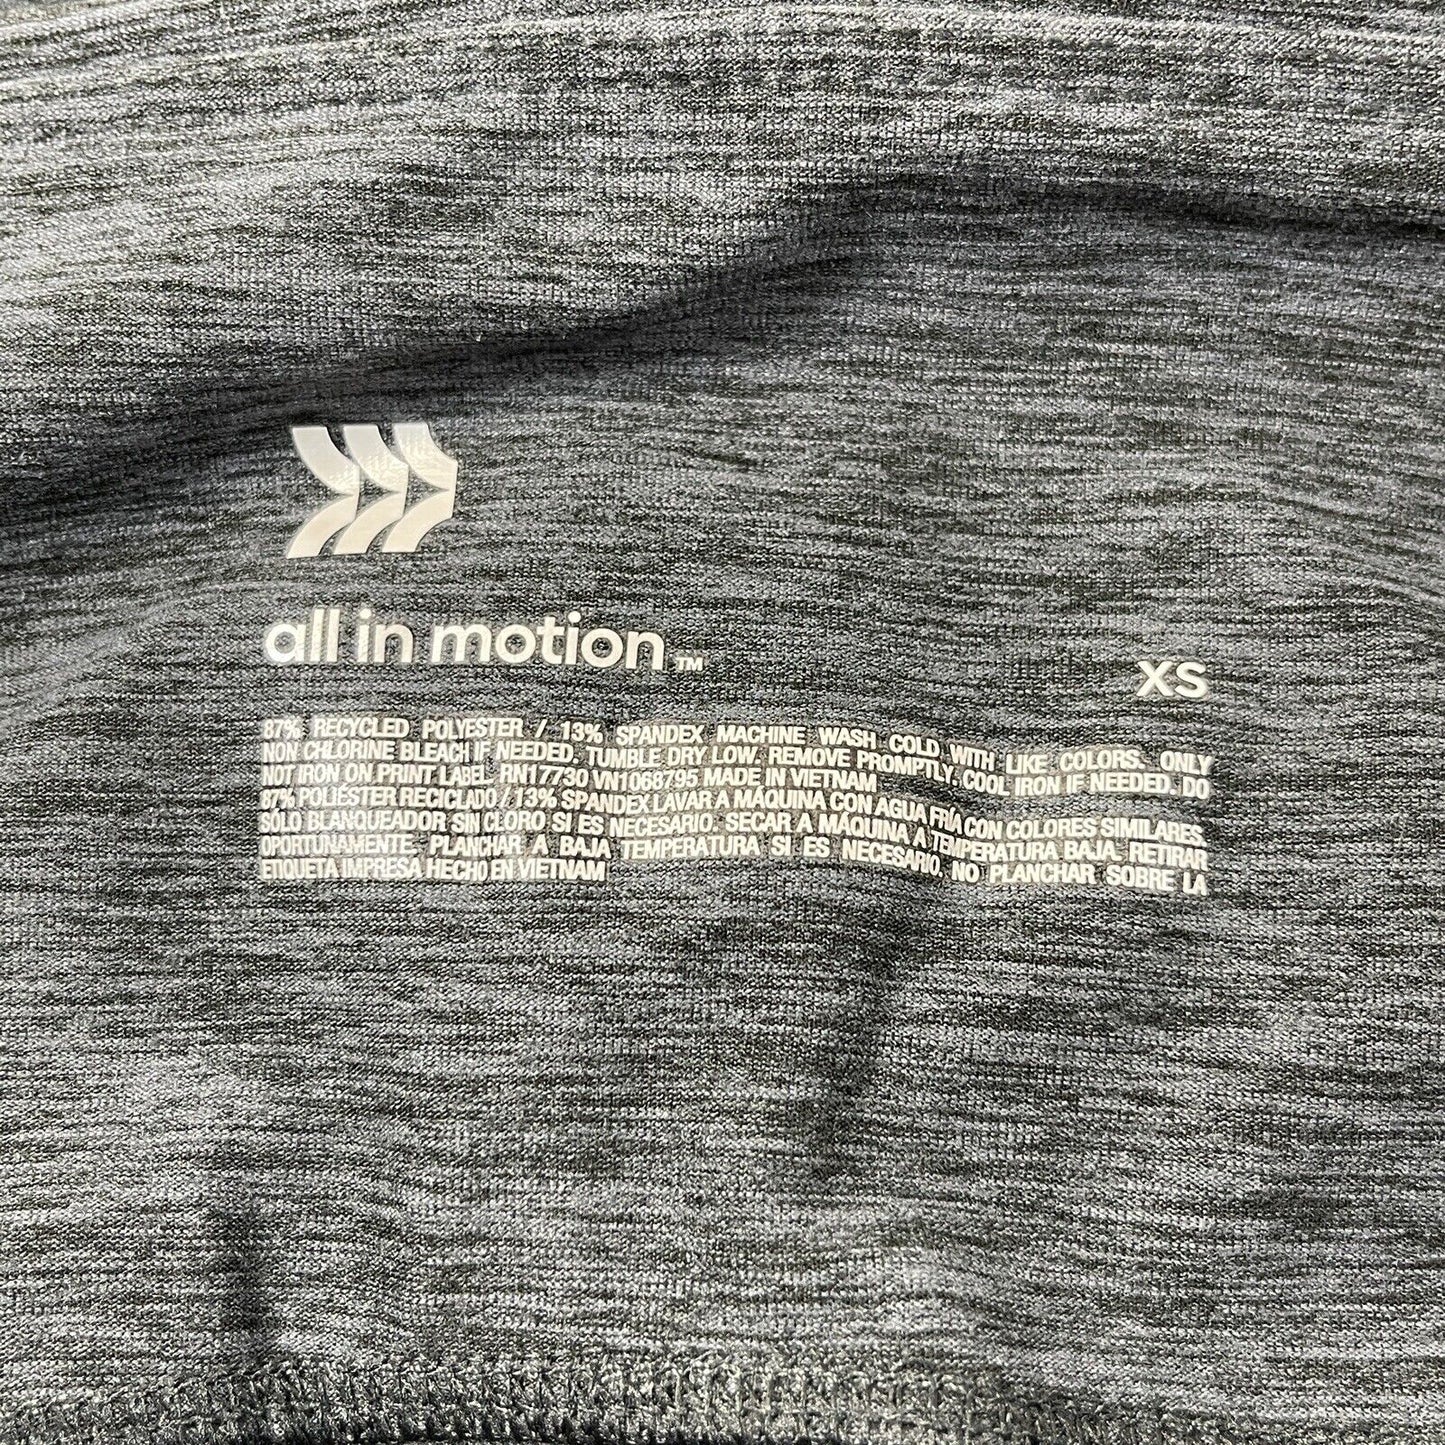 all in motion™
XS
87% RECYCLED POLYESTER / 13% SPANDEX MACHINE WASH COLD WITH LIKE COLORS. ONLY
NON CHLORINE BLEACH IF NEEDED. TUMBLE DRY LOW. REMOVE PROMPTLY. COOL IRON IF NEEDED. DO
NOT IRON ON PRINT LABEL. RN17730 VN1068795 MADE IN VIETNAM
87% POLIÉSTER RECICLADO / 13% SPANDEX LAVAR A MÁQUINA CON AGUA FRÍA CON COLORES SIMILARES.
SÓLO BLANQUEADOR SIN CLORO SI ES NECESARIO. SECAR A MÁQUINA A TEMPERATURA BAJA. RETIRAR
OPORTUNAMENTE. PLANCHAR A BAJA TEMPERATURA SI ES NECESARIO. NO PLANCHAR SOBRE LA
ETIQUETA IMPRESA HECHO EN VIETNAM